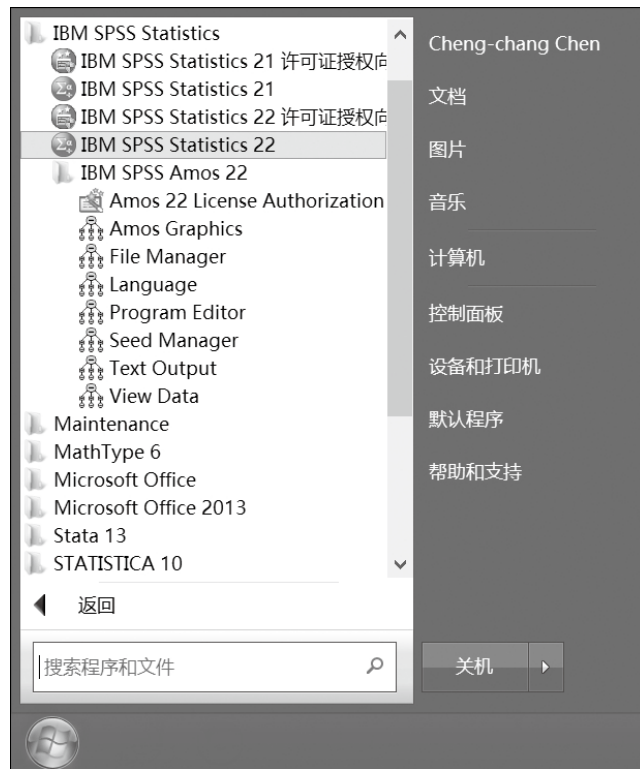 IBM SPSS Statistics
IBM SPSS Statistics 21 许可证授权向
IBM SPSS Statistics 21
IBM SPSS Statistics 22 许可证授权向
IBM SPSS Statistics 22
IBM SPSS Amos 22
Amos 22 License Authorization
Amos Graphics
File Manager
Language
Program Editor
Seed Manager
Text Output
View Data
Maintenance
MathType 6
Microsoft Office
Microsoft Office 2013
Stata 13
STATISTICA 10
返回
搜索程序和文件
Cheng-chang Chen
文档
图片
音乐
计算机
控制面板
设备和打印机
默认程序
帮助和支持
关机